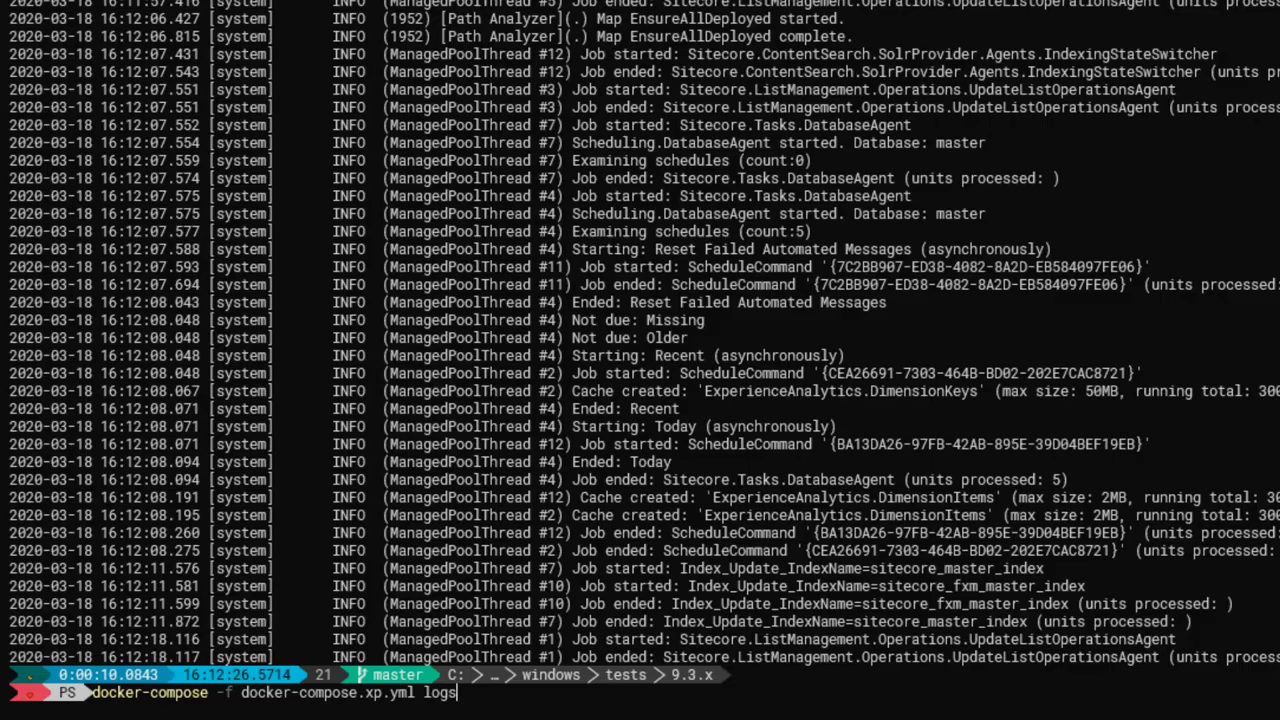 2020-03-18 16:11:57.416 [system] INFO (ManagedPoolThread #5) Job ended: Sitecore.ListManagement.Operations.UpdateListOperationsAgent (units process
2020-03-18 16:12:06.427 [system] INFO (1952) [Path Analyzer](.) Map EnsureAllDeployed started.
2020-03-18 16:12:06.815 [system] INFO (1952) [Path Analyzer](.) Map EnsureAllDeployed complete.
2020-03-18 16:12:07.431 [system] INFO (ManagedPoolThread #12) Job started: Sitecore.ContentSearch.SolrProvider.Agents.IndexingStateSwitcher
2020-03-18 16:12:07.543 [system] INFO (ManagedPoolThread #12) Job ended: Sitecore.ContentSearch.SolrProvider.Agents.IndexingStateSwitcher (units pr
2020-03-18 16:12:07.551 [system] INFO (ManagedPoolThread #3) Job started: Sitecore.ListManagement.Operations.UpdateListOperationsAgent
2020-03-18 16:12:07.551 [system] INFO (ManagedPoolThread #3) Job ended: Sitecore.ListManagement.Operations.UpdateListOperationsAgent (units process
2020-03-18 16:12:07.552 [system] INFO (ManagedPoolThread #7) Job started: Sitecore.Tasks.DatabaseAgent
2020-03-18 16:12:07.554 [system] INFO (ManagedPoolThread #7) Scheduling.DatabaseAgent started. Database: master
2020-03-18 16:12:07.559 [system] INFO (ManagedPoolThread #7) Examining schedules (count:0)
2020-03-18 16:12:07.574 [system] INFO (ManagedPoolThread #7) Job ended: Sitecore.Tasks.DatabaseAgent (units processed: )
2020-03-18 16:12:07.575 [system] INFO (ManagedPoolThread #4) Job started: Sitecore.Tasks.DatabaseAgent
2020-03-18 16:12:07.575 [system] INFO (ManagedPoolThread #4) Scheduling.DatabaseAgent started. Database: master
2020-03-18 16:12:07.577 [system] INFO (ManagedPoolThread #4) Examining schedules (count:5)
2020-03-18 16:12:07.588 [system] INFO (ManagedPoolThread #4) Starting: Reset Failed Automated Messages (asynchronously)
2020-03-18 16:12:07.593 [system] INFO (ManagedPoolThread #11) Job started: ScheduleCommand '{7C2BB907-ED38-4082-8A2D-EB584097FE06}'
2020-03-18 16:12:07.694 [system] INFO (ManagedPoolThread #11) Job ended: ScheduleCommand '{7C2BB907-ED38-4082-8A2D-EB584097FE06}' (units processed:
2020-03-18 16:12:08.043 [system] INFO (ManagedPoolThread #4) Ended: Reset Failed Automated Messages
2020-03-18 16:12:08.048 [system] INFO (ManagedPoolThread #4) Not due: Missing
2020-03-18 16:12:08.048 [system] INFO (ManagedPoolThread #4) Not due: Older
2020-03-18 16:12:08.048 [system] INFO (ManagedPoolThread #4) Starting: Recent (asynchronously)
2020-03-18 16:12:08.048 [system] INFO (ManagedPoolThread #2) Job started: ScheduleCommand '{CEA26691-7303-464B-BD02-202E7CAC8721}'
2020-03-18 16:12:08.067 [system] INFO (ManagedPoolThread #2) Cache created: 'ExperienceAnalytics.DimensionKeys' (max size: 50MB, running total: 300
2020-03-18 16:12:08.071 [system] INFO (ManagedPoolThread #4) Ended: Recent
2020-03-18 16:12:08.071 [system] INFO (ManagedPoolThread #4) Starting: Today (asynchronously)
2020-03-18 16:12:08.071 [system] INFO (ManagedPoolThread #12) Job started: ScheduleCommand '{BA13DA26-97FB-42AB-895E-39D04BEF19EB}'
2020-03-18 16:12:08.094 [system] INFO (ManagedPoolThread #4) Ended: Today
2020-03-18 16:12:08.094 [system] INFO (ManagedPoolThread #4) Job ended: Sitecore.Tasks.DatabaseAgent (units processed: 5)
2020-03-18 16:12:08.191 [system] INFO (ManagedPoolThread #12) Cache created: 'ExperienceAnalytics.DimensionItems' (max size: 2MB, running total: 30
2020-03-18 16:12:08.195 [system] INFO (ManagedPoolThread #2) Cache created: 'ExperienceAnalytics.DimensionItems' (max size: 2MB, running total: 300
2020-03-18 16:12:08.260 [system] INFO (ManagedPoolThread #12) Job ended: ScheduleCommand '{BA13DA26-97FB-42AB-895E-39D04BEF19EB}' (units processed:
2020-03-18 16:12:08.275 [system] INFO (ManagedPoolThread #2) Job ended: ScheduleCommand '{CEA26691-7303-464B-BD02-202E7CAC8721}' (units processed:
2020-03-18 16:12:11.576 [system] INFO (ManagedPoolThread #7) Job started: Index_Update_IndexName=sitecore_master_index
2020-03-18 16:12:11.581 [system] INFO (ManagedPoolThread #10) Job started: Index_Update_IndexName=sitecore_fxm_master_index
2020-03-18 16:12:11.599 [system] INFO (ManagedPoolThread #10) Job ended: Index_Update_IndexName=sitecore_fxm_master_index (units processed: )
2020-03-18 16:12:11.872 [system] INFO (ManagedPoolThread #7) Job ended: Index_Update_IndexName=sitecore_master_index (units processed: )
2020-03-18 16:12:18.116 [system] INFO (ManagedPoolThread #1) Job started: Sitecore.ListManagement.Operations.UpdateListOperationsAgent
2020-03-18 16:12:18.117 [system] INFO (ManagedPoolThread #1) Job ended: Sitecore.ListManagement.Operations.UpdateListOperationsAgent (units process
0:00:10.0843 16:12:26.5714 21 master C: … windows tests 9.3.x
PS docker-compose -f docker-compose.xp.yml logs